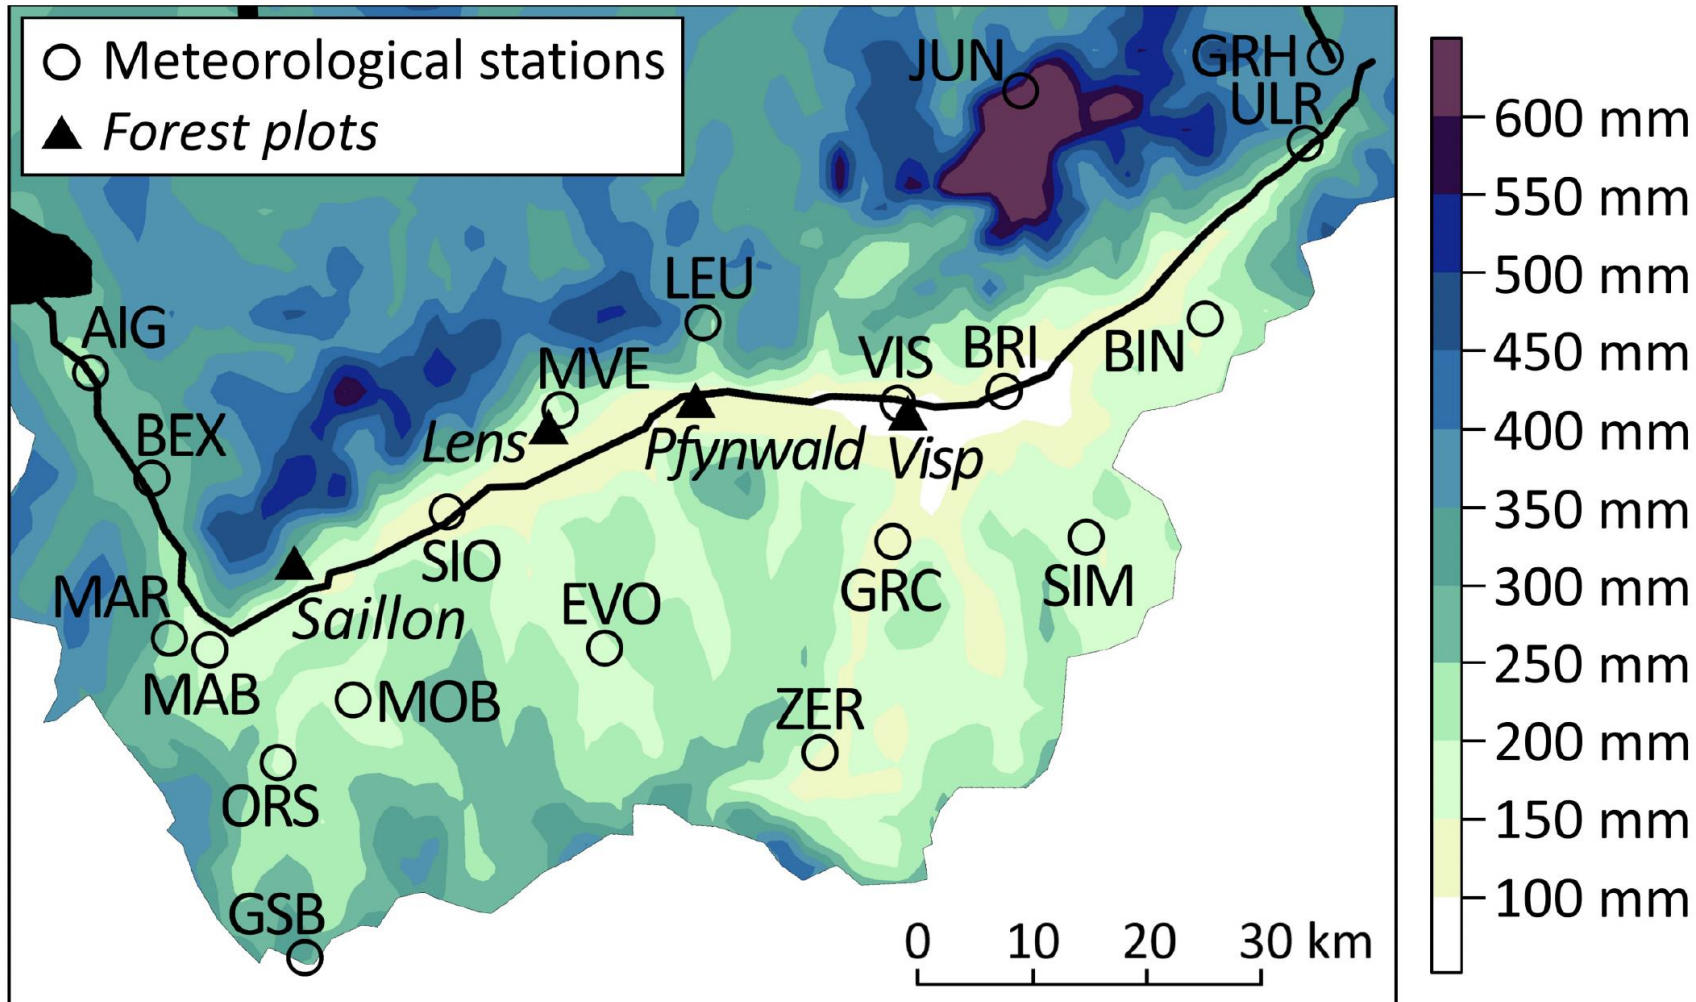 Meteorological stations
Forest plots
JUN
GRH
ULR
600 mm
550 mm
500 mm
450 mm
400 mm
350 mm
300 mm
250 mm
200 mm
150 mm
100 mm
LEU
AIG
MVE
VIS
BRI
BIN
BEX
Lens
Pfynwald
Visp
SIO
MAR
Saillon
EVO
GRC
SIM
MAB
MOB
ZER
ORS
GSB
0 10 20 30 km